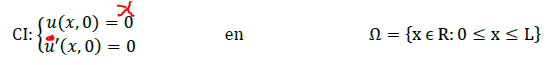 CI: {u(x,0) = 0 x
u'(x,0) = 0 en Ω = {x ϵ R: 0 ≤ x ≤ L}